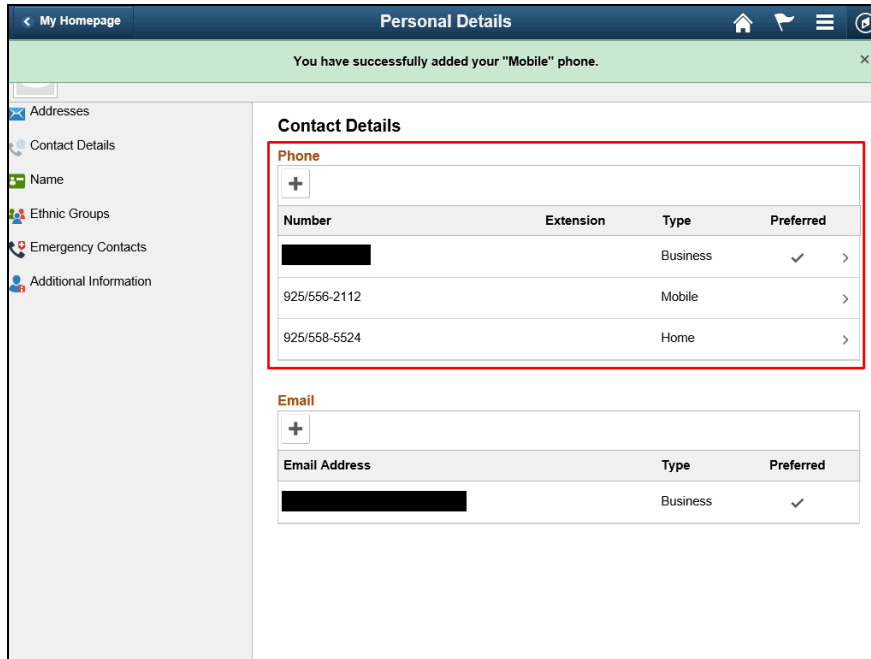 My Homepage
Personal Details
You have successfully added your "Mobile" phone.
Addresses
Contact Details
Name
Ethnic Groups
Emergency Contacts
Additional Information
Contact Details
Phone
Number Extension Type Preferred
Business
925/556-2112 Mobile
925/558-5524 Home
Email
Email Address Type Preferred
Business